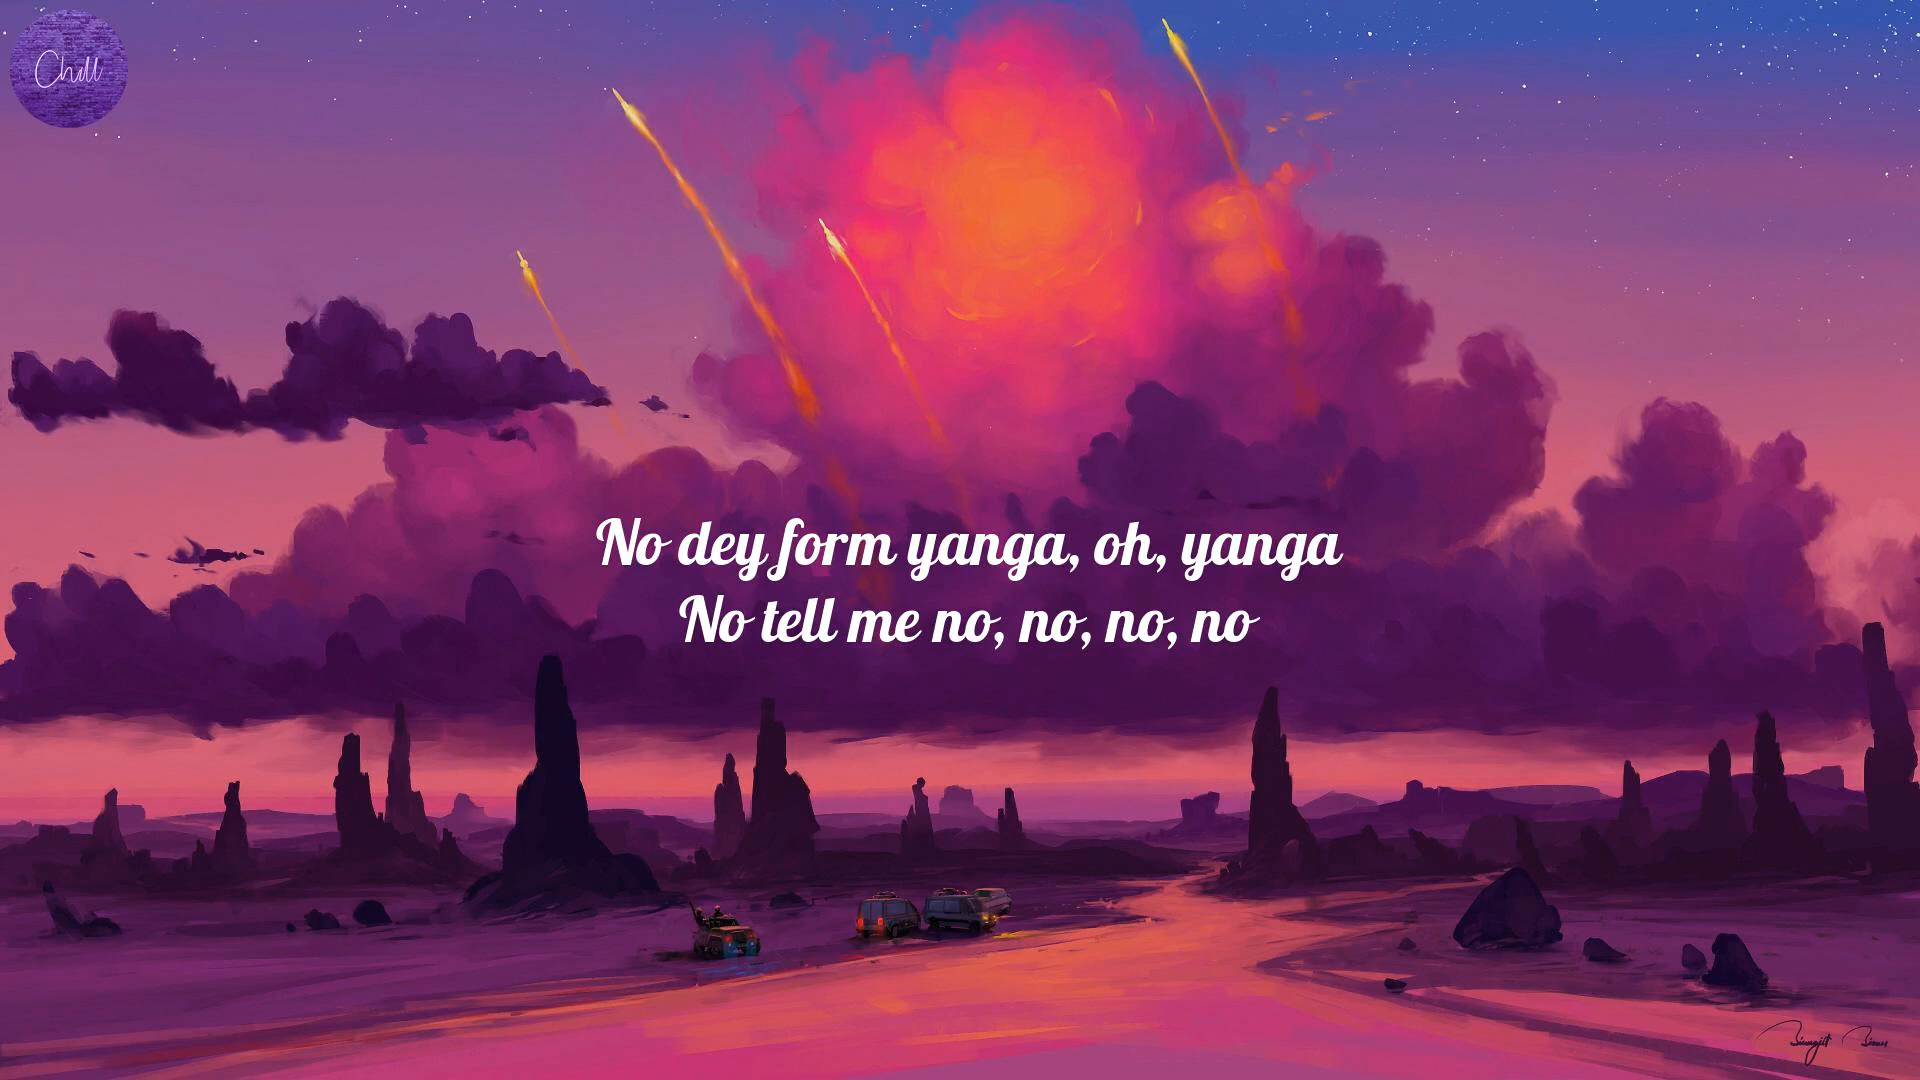 Chill
No dey form yanga, oh, yanga
No tell me no, no, no, no